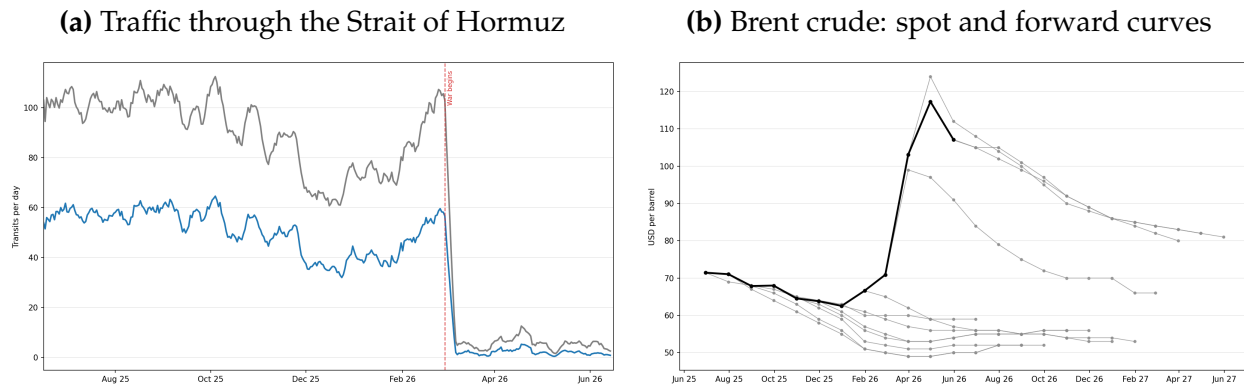 (a) Traffic through the Strait of Hormuz
Transits per day
100
80
60
40
20
0
War begins
Aug 25 Oct 25 Dec 25 Feb 26 Apr 26 Jun 26
(b) Brent crude: spot and forward curves
USD per barrel
120
110
100
90
80
70
60
50
Jun 25 Aug 25 Oct 25 Dec 25 Feb 26 Apr 26 Jun 26 Aug 26 Oct 26 Dec 26 Feb 27 Apr 27 Jun 27